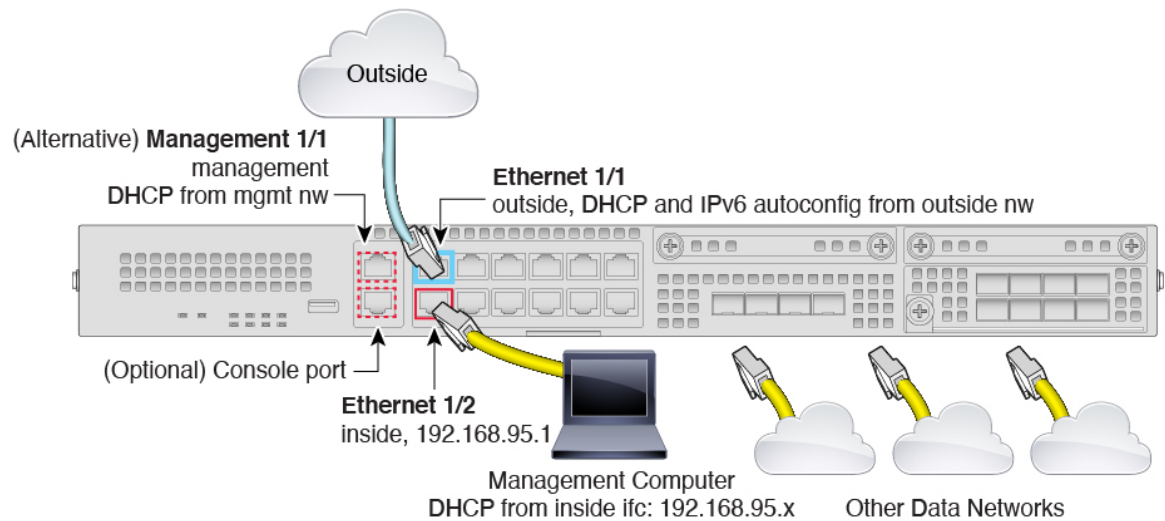 Outside
(Alternative) Management 1/1
management
DHCP from mgmt nw
Ethernet 1/1
outside, DHCP and IPv6 autoconfig from outside nw
(Optional) Console port
Ethernet 1/2
inside, 192.168.95.1
Management Computer
DHCP from inside ifc: 192.168.95.x
Other Data Networks